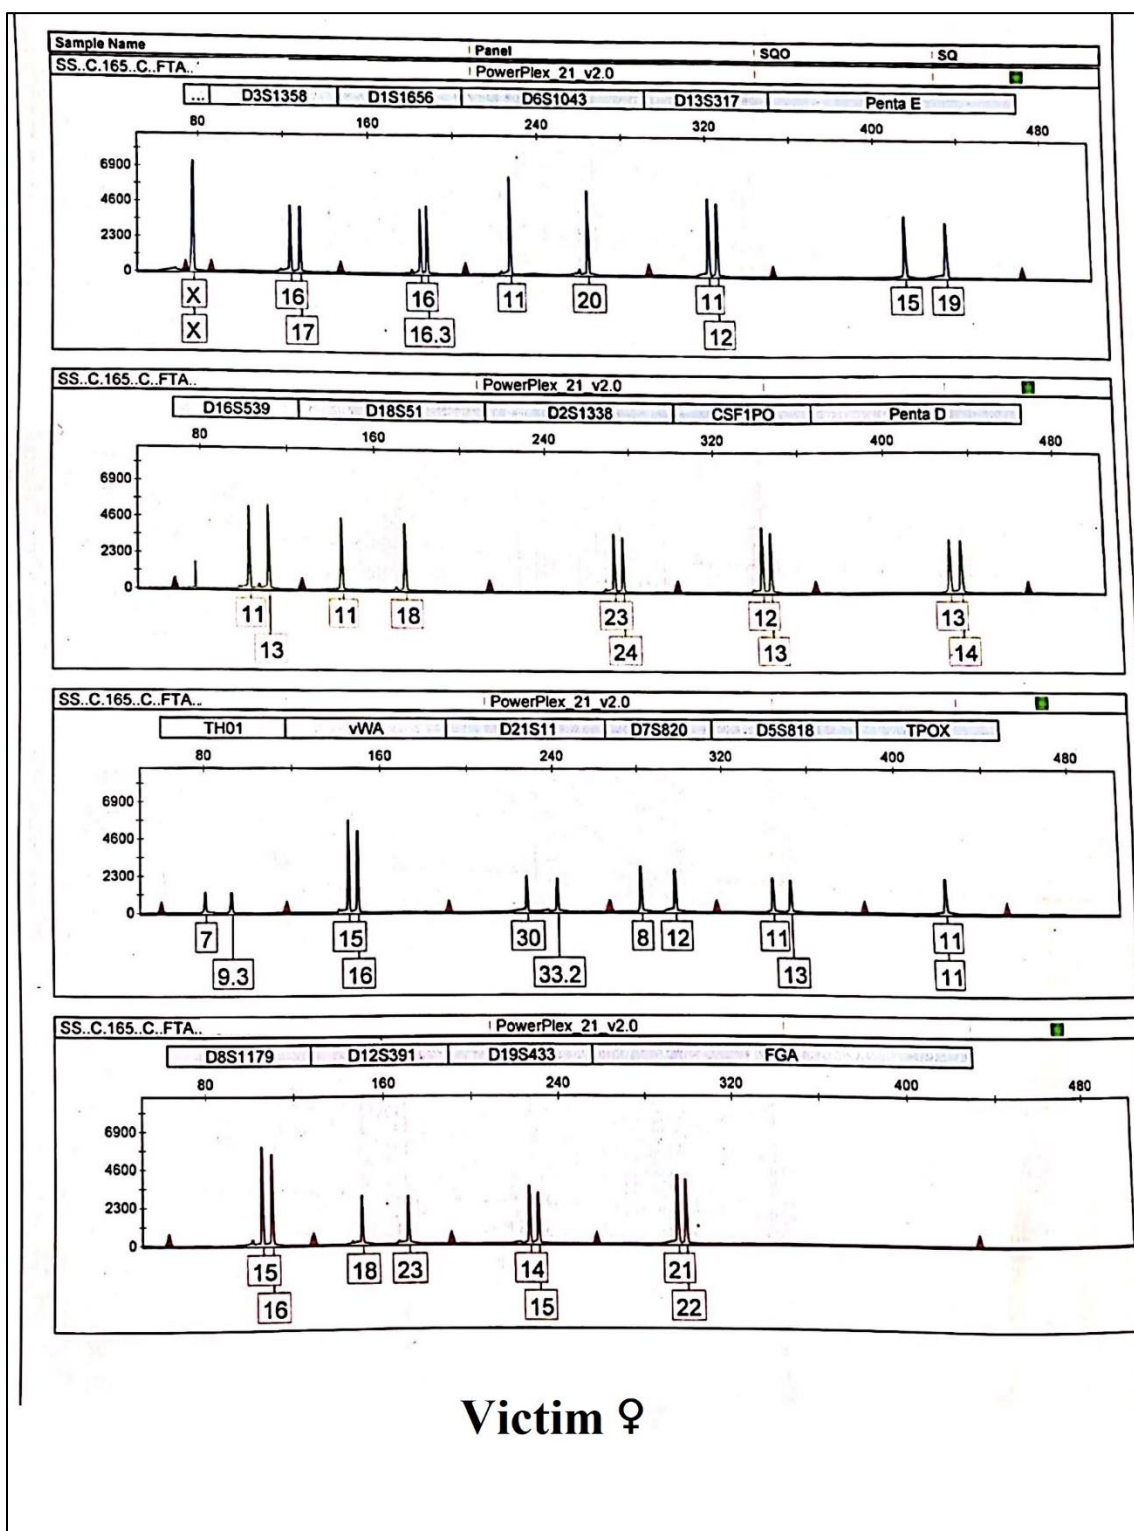 Sample Name Panel SQO SQ
SS..C.165..C..FTA.. PowerPlex_21_v2.0
... D3S1358 D1S1656 D6S1043 D13S317 Penta E
80 160 240 320 400 480
6900
4600
2300
0
X 16 16 11 20 11 15 19
X 17 16.3 12
SS..C.165..C..FTA.. PowerPlex_21_v2.0
D16S539 D18S51 D2S1338 CSF1PO Penta D
80 160 240 320 400 480
6900
4600
2300
0
11 11 18 23 12 13
13 24 13 14
SS..C.165..C..FTA... PowerPlex_21_v2.0
TH01 vWA D21S11 D7S820 D5S818 TPOX
80 160 240 320 400 480
6900
4600
2300
0
7 15 30 8 12 11 11
9.3 16 33.2 13 11
SS..C.165..C..FTA.. PowerPlex_21_v2.0
D8S1179 D12S391 D19S433 FGA
80 160 240 320 400 480
6900
4600
2300
0
15 18 23 14 21
16 15 22
Victim ♀